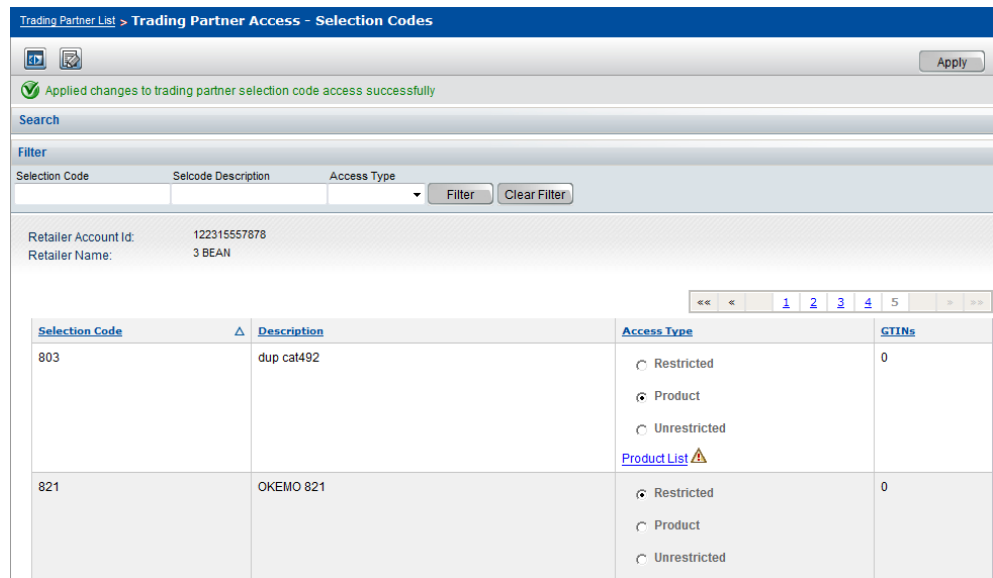 Trading Partner List > Trading Partner Access - Selection Codes
Apply
Applied changes to trading partner selection code access successfully
Search
Filter
Selection Code Selcode Description Access Type
Filter Clear Filter
Retailer Account Id: 122315557878
Retailer Name: 3 BEAN
«« « 1 2 3 4 5 » »»
Selection Code Δ Description Access Type GTINs
803 dup cat492 Restricted 0
Product
Unrestricted
Product List
821 OKEMO 821 Restricted 0
Product
Unrestricted